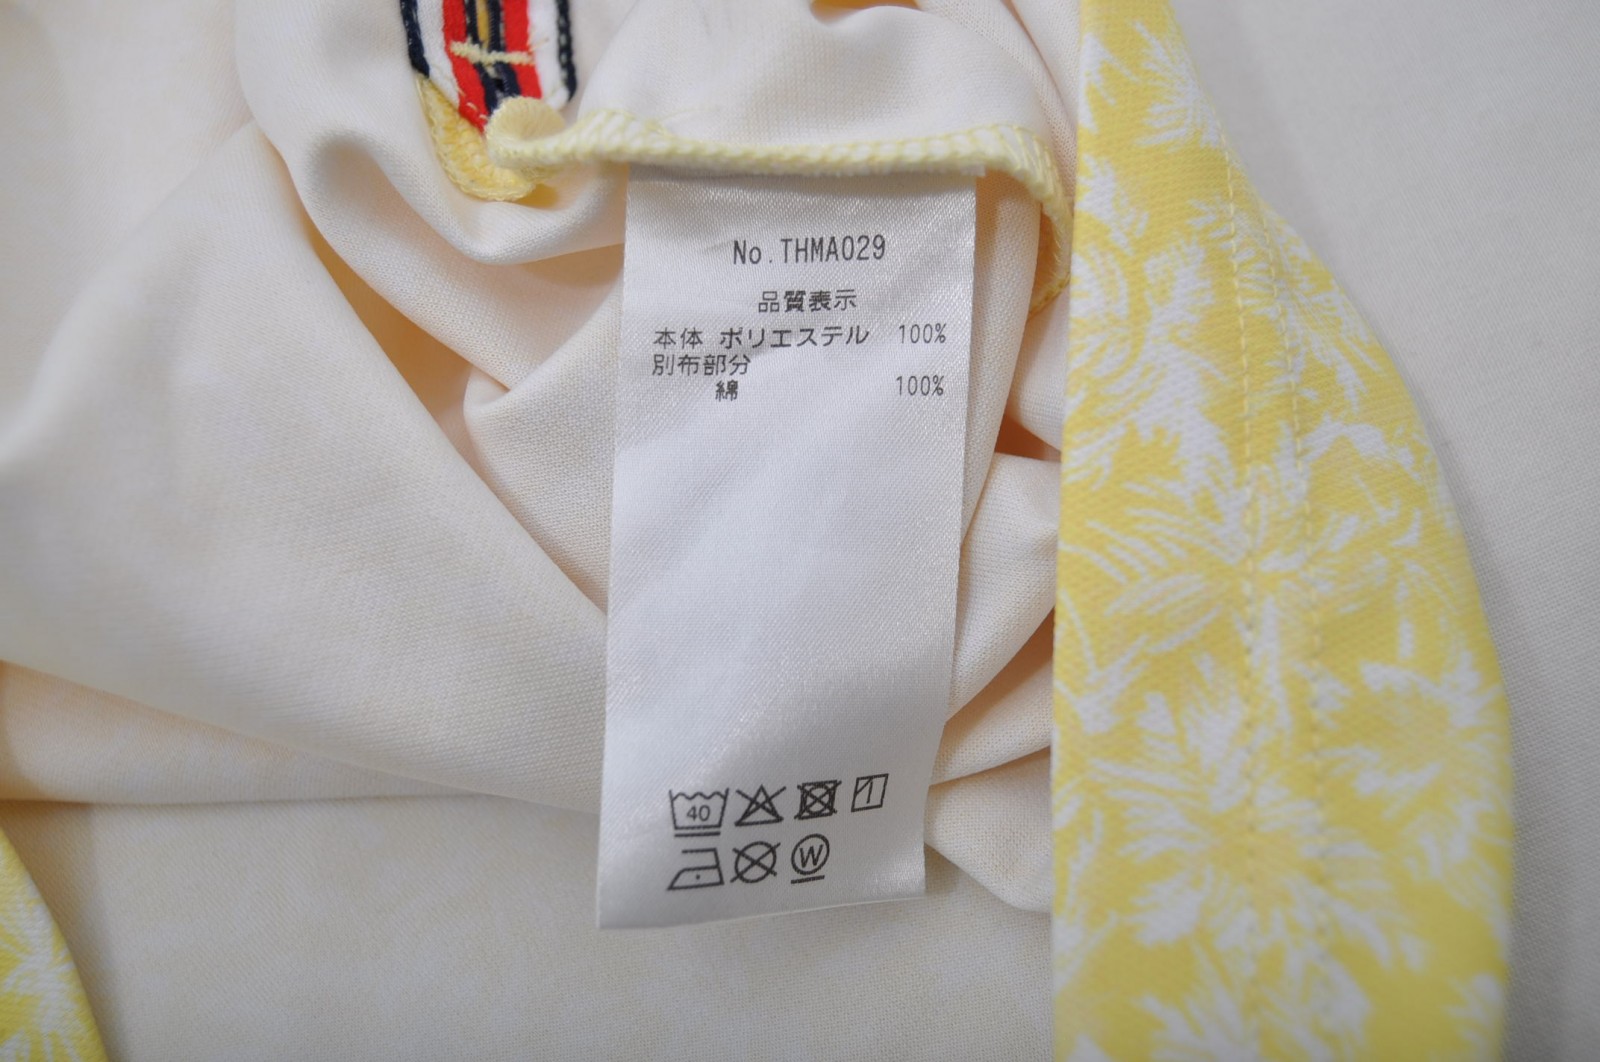 No.THMA029
品質表示
本体 ポリエステル 100%
別布部分
綿 100%
40
W